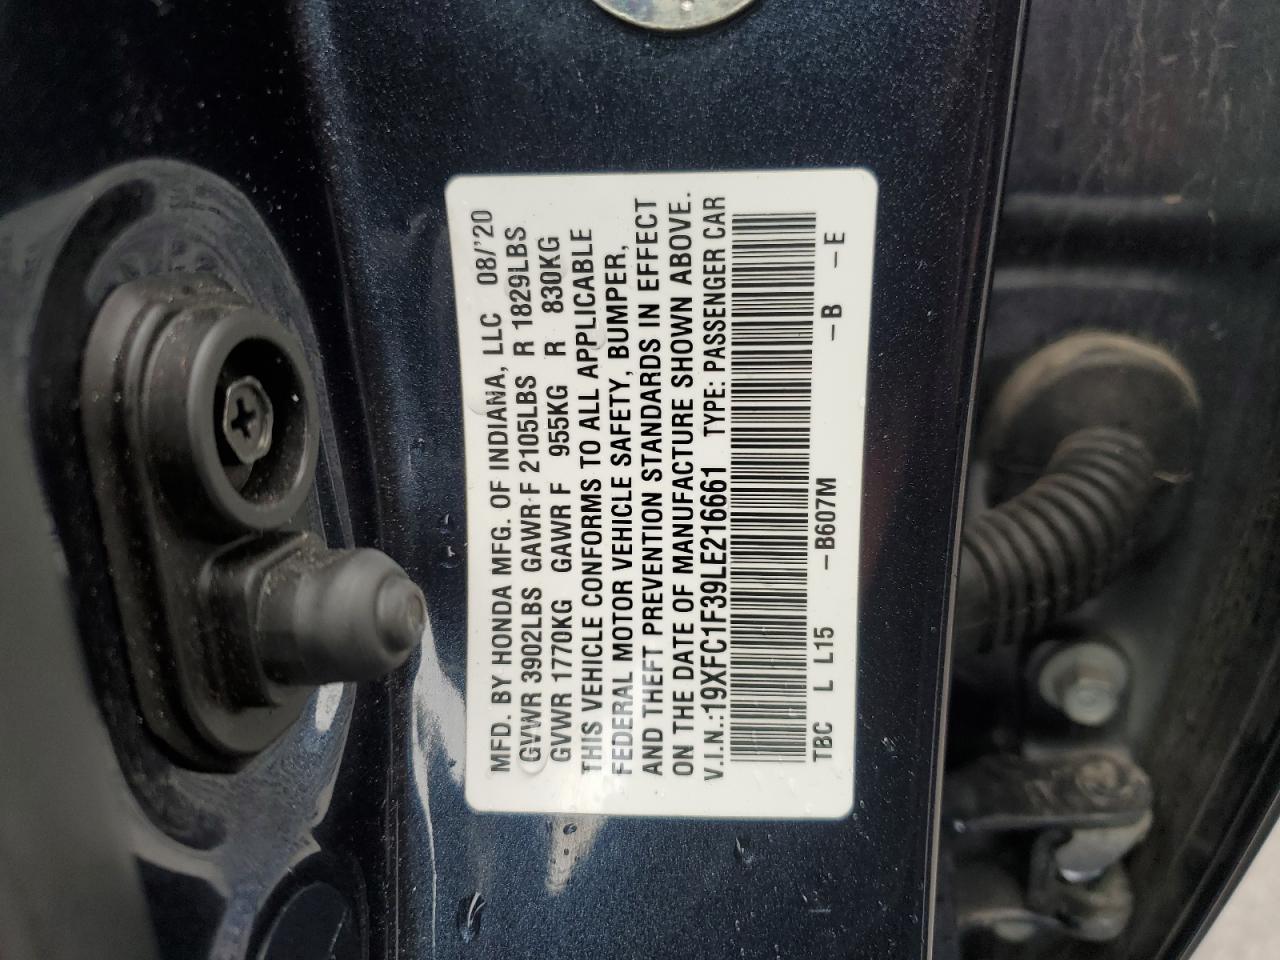 MFD. BY HONDA MFG. OF INDIANA, LLC 08/'20
GVWR 3902LBS GAWR F 2105LBS R 1829LBS
GVWR 1770KG GAWR F 955KG R 830KG
THIS VEHICLE CONFORMS TO ALL APPLICABLE
FEDERAL MOTOR VEHICLE SAFETY, BUMPER,
AND THEFT PREVENTION STANDARDS IN EFFECT
ON THE DATE OF MANUFACTURE SHOWN ABOVE.
V.I.N.:19XFC1F39LE216661 TYPE: PASSENGER CAR
TBC L L15 -B607M -B -E